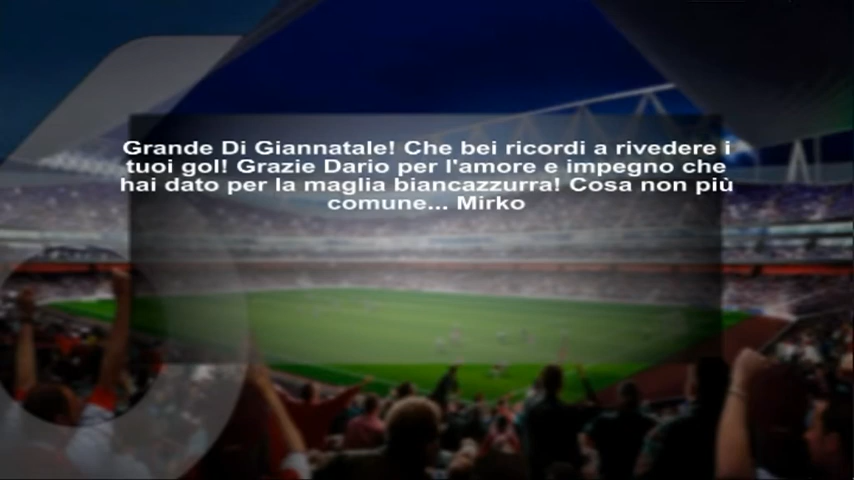 Grande Di Giannatale! Che bei ricordi a rivedere i
tuoi gol! Grazie Dario per l'amore e impegno che
hai dato per la maglia biancazzurra! Cosa non più
comune... Mirko